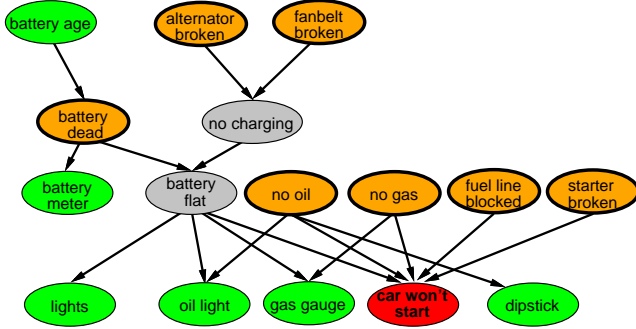 battery age
alternator
broken
fanbelt
broken
battery
dead
no charging
battery
meter
battery
flat
no oil
no gas
fuel line
blocked
starter
broken
lights
oil light
gas gauge
car won't
start
dipstick